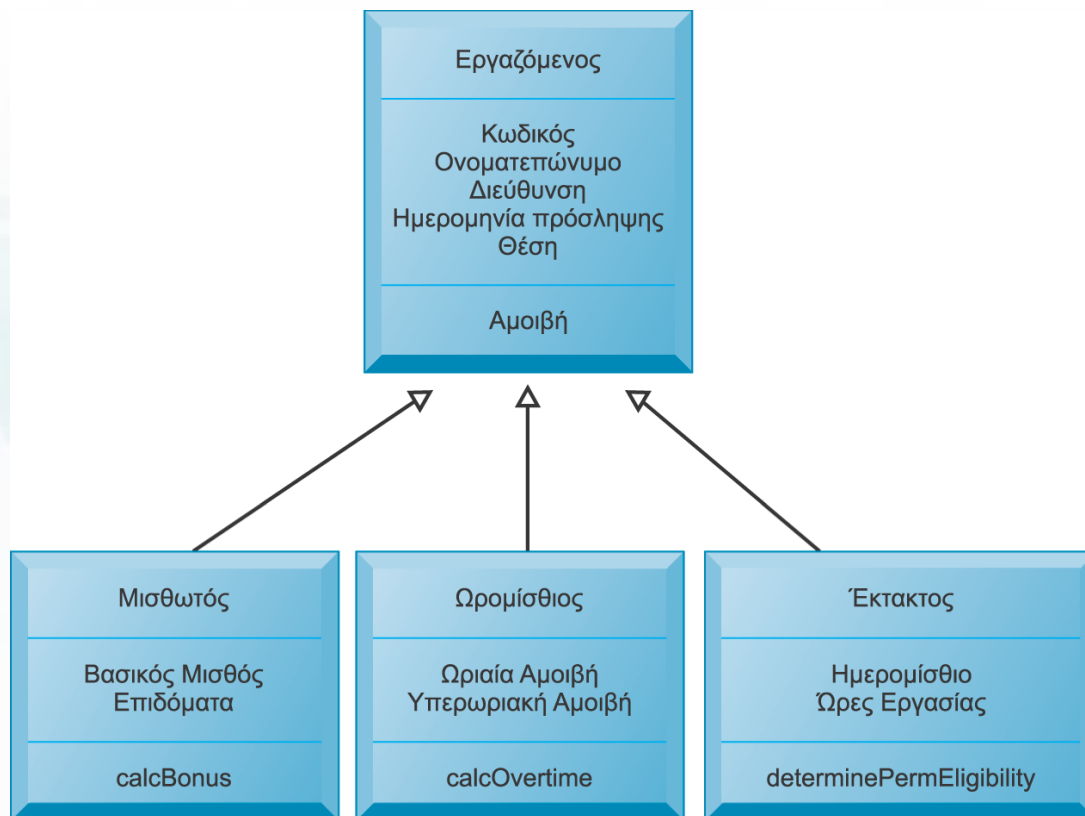 Εργαζόμενος
Κωδικός
Ονοματεπώνυμο
Διεύθυνση
Ημερομηνία πρόσληψης
Θέση
Αμοιβή
Μισθωτός
Βασικός Μισθός
Επιδόματα
calcBonus
Ωρομίσθιος
Ωριαία Αμοιβή
Υπερωριακή Αμοιβή
calcOvertime
Έκτακτος
Ημερομίσθιο
Ώρες Εργασίας
determinePermEligibility